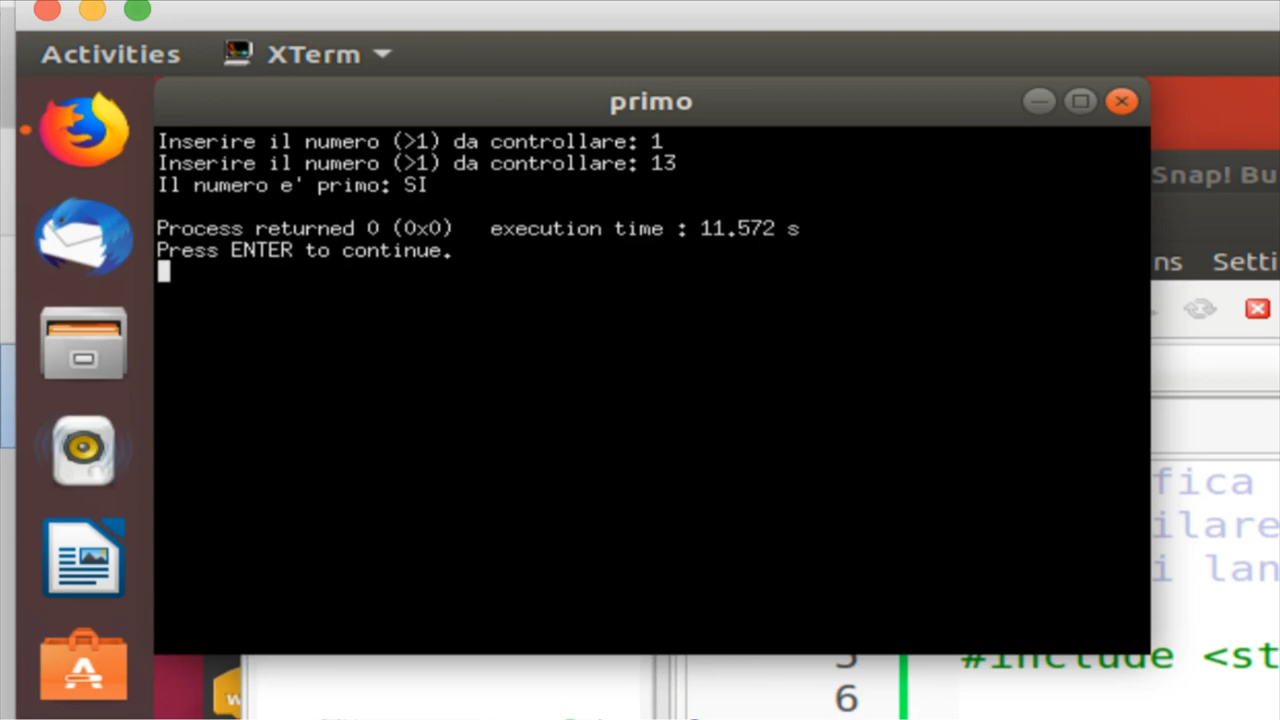 Activities XTerm
primo
Inserire il numero (>1) da controllare: 1
Inserire il numero (>1) da controllare: 13
Il numero e' primo: SI
Process returned 0 (0x0) execution time : 11.572 s
Press ENTER to continue.
Snap! Bu
ns Setti
fica
ilare
i lan
5 #include <st
6